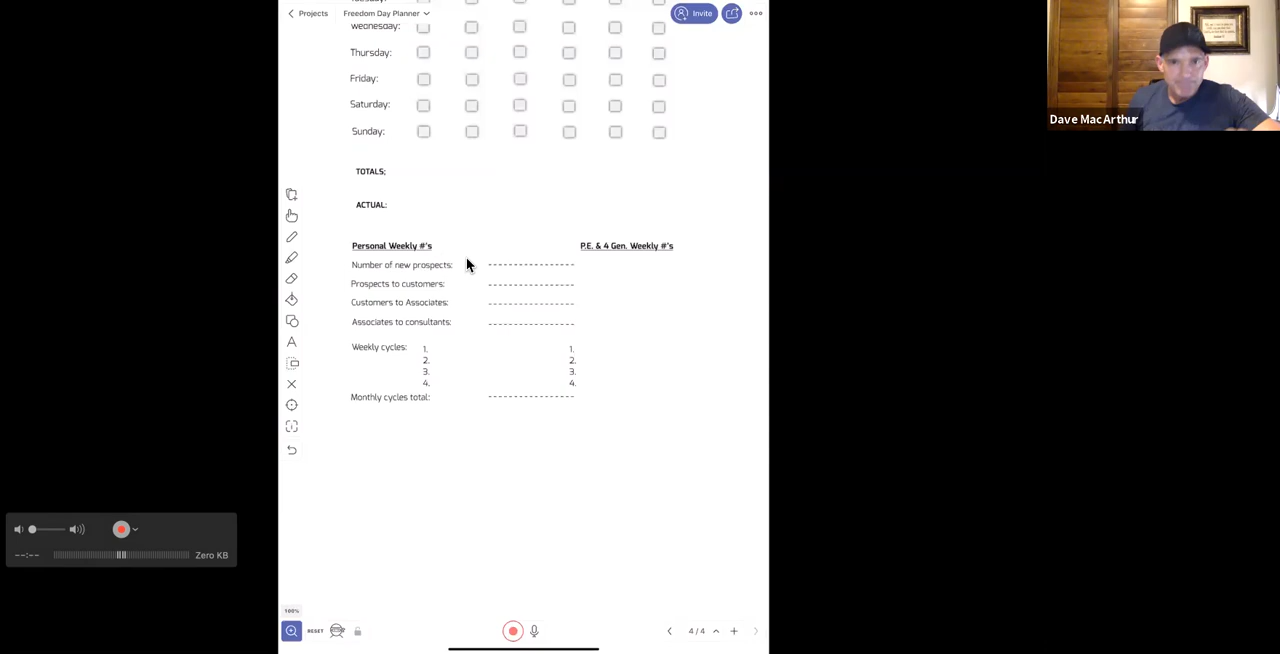 Projects
Freedom Day Planner
Invite
Wednesday:
Thursday:
Friday:
Saturday:
Sunday:
TOTALS;
ACTUAL:
Personal Weekly #'s
P.E. & 4 Gen. Weekly #'s
Number of new prospects:
Prospects to customers:
Customers to Associates:
Associates to consultants:
Weekly cycles: 1. 1.
2. 2.
3. 3.
4. 4.
Monthly cycles total:
A
100%
RESET
4 / 4
--:--
Zero KB
Dave MacArthur